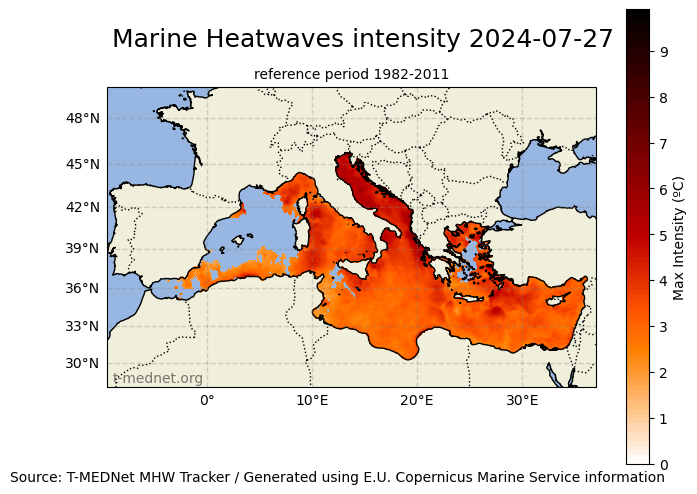 Marine Heatwaves intensity 2024-07-27
reference period 1982-2011
48°N
45°N
42°N
39°N
36°N
33°N
30°N
t-mednet.org
0°
10°E
20°E
30°E
9
8
7
6
5
4
3
2
1
0
Max Intensity (ºC)
Source: T-MEDNet MHW Tracker / Generated using E.U. Copernicus Marine Service information